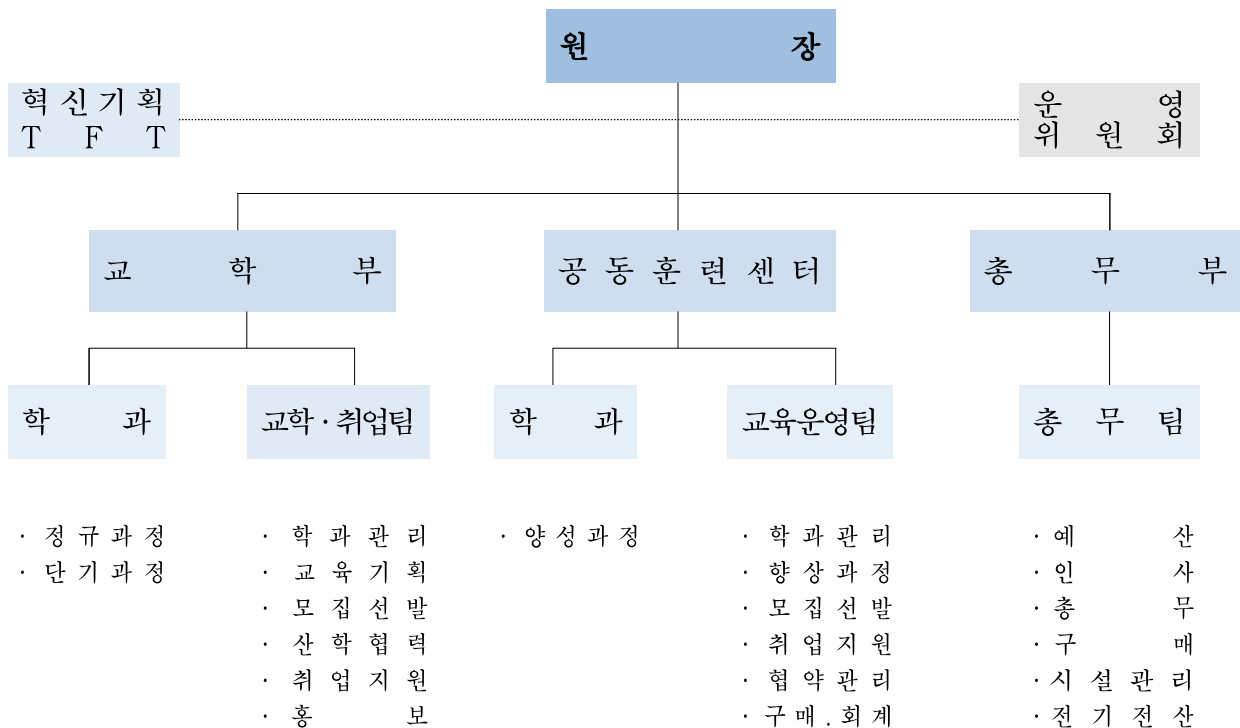 원장
혁신기획
TFT
운영
위원회
교학부
공동훈련센터
총무부
학과
교학·취업팀
학과
교육운영팀
총무팀
· 정규과정
· 단기과정
· 학과관리
· 교육기획
· 모집선발
· 산학협력
· 취업지원
· 홍보
· 양성과정
· 학과관리
· 향상과정
· 모집선발
· 취업지원
· 협약관리
· 구매.회계
· 예산
· 인사
· 총무
· 구매
· 시설관리
· 전기전산